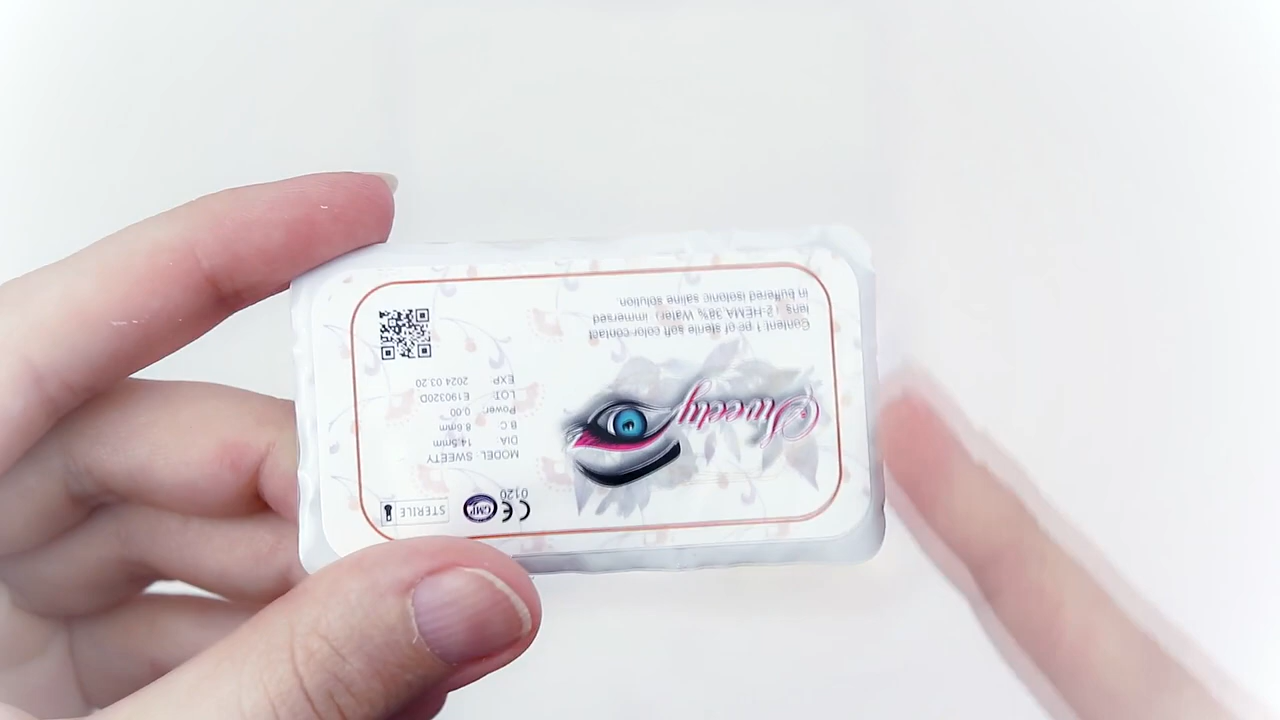 Sweety
Content 1 pc of sterile soft color contact
lens, 2-HEMA 38% Water, immersed
in buffered isotonic saline solution.
CE 0120
GMP
STERILE
MODEL SWEETY
DIA 14.5mm
B.C 8.6mm
Power: 0.00
LOT: E190320D
EXP 2024.03.20